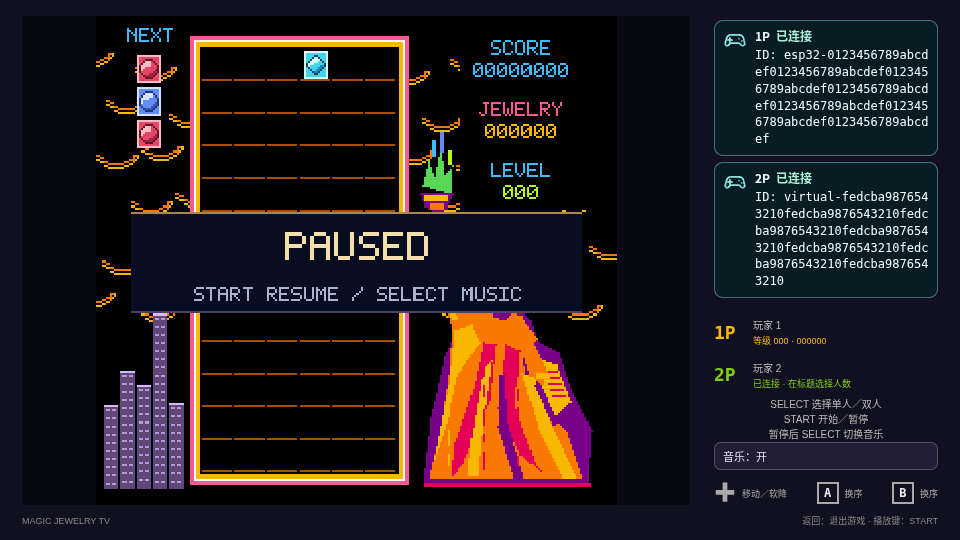 NEXT
SCORE
00000000
JEWELRY
000000
LEVEL
000
PAUSED
START RESUME / SELECT MUSIC
1P 已连接
ID: esp32-0123456789abcd
ef0123456789abcdef012345
6789abcdef0123456789abcd
ef0123456789abcdef012345
6789abcdef0123456789abcd
ef
2P 已连接
ID: virtual-fedcba987654
3210fedcba9876543210fedc
ba9876543210fedcba987654
3210fedcba9876543210fedc
ba9876543210fedcba987654
3210
1P 玩家 1
等级 000 · 000000
2P 玩家 2
已连接 · 在标题选择人数
SELECT 选择单人／双人
START 开始／暂停
暂停后 SELECT 切换音乐
音乐: 开
移动／软降 A 换序 B 换序
MAGIC JEWELRY TV
返回: 退出游戏 · 播放键: START